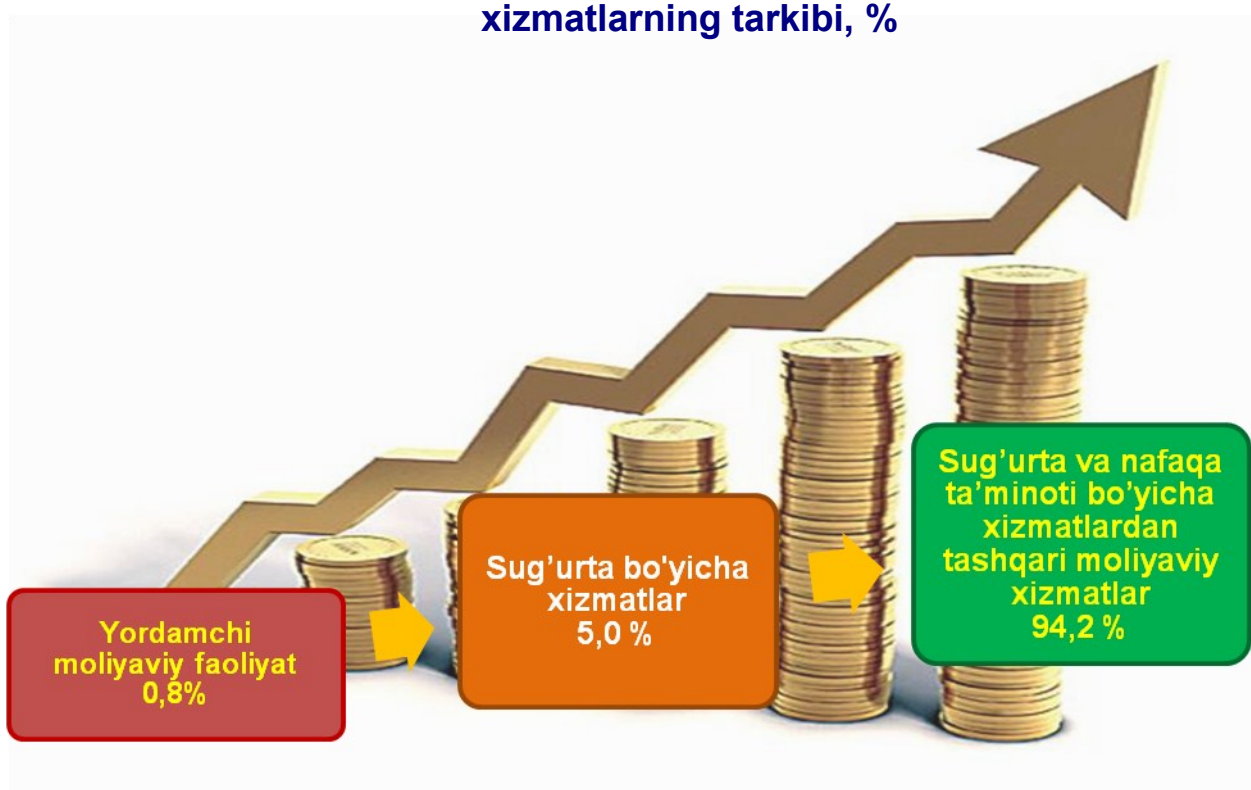 xizmatlarning tarkibi, %
Yordamchi
moliyaviy faoliyat
0,8%
Sug’urta bo'yicha
xizmatlar
5,0 %
Sug’urta va nafaqa
ta’minoti bo’yicha
xizmatlardan
tashqari moliyaviy
xizmatlar
94,2 %